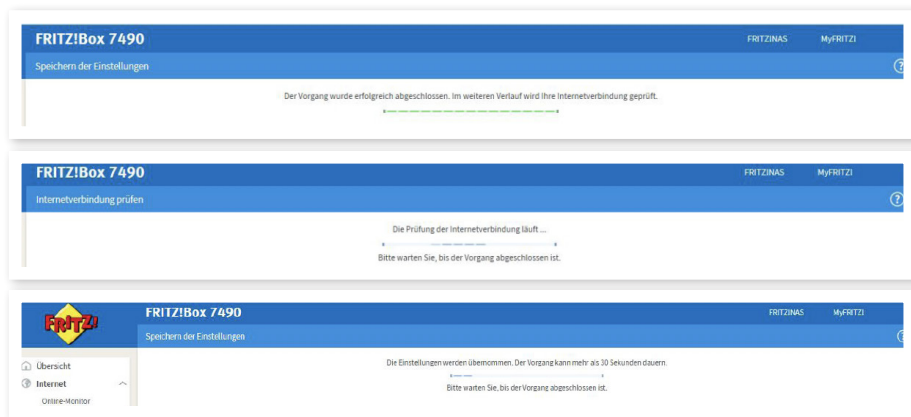 FRITZ!Box 7490
FRITZ!NAS MyFRITZ!
Speichern der Einstellungen
?
Der Vorgang wurde erfolgreich abgeschlossen. Im weiteren Verlauf wird Ihre Internetverbindung geprüft.
FRITZ!Box 7490
FRITZ!NAS MyFRITZ!
Internetverbindung prüfen
?
Die Prüfung der Internetverbindung läuft ...
Bitte warten Sie, bis der Vorgang abgeschlossen ist.
FRITZ!
FRITZ!Box 7490
FRITZ!NAS MyFRITZ!
Speichern der Einstellungen
?
Die Einstellungen werden übernommen. Der Vorgang kann mehr als 30 Sekunden dauern.
Bitte warten Sie, bis der Vorgang abgeschlossen ist.
Übersicht
Internet
Online-Monitor